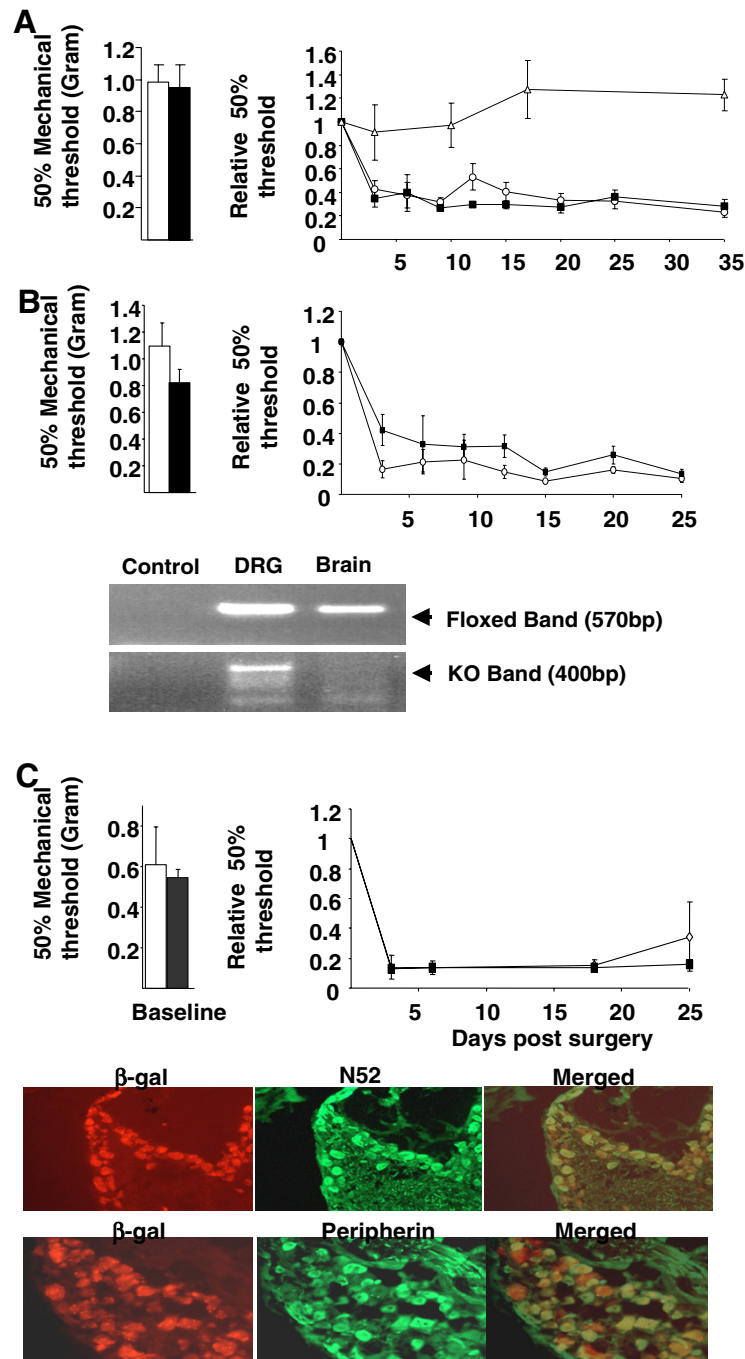 A
50% Mechanical
threshold (Gram)
1.2
1.0
0.8
0.6
0.4
0.2
Relative 50%
threshold
1.6
1.4
1.2
1
0.8
0.6
0.4
0.2
0
5 10 15 20 25 30 35
B
50% Mechanical
threshold (Gram)
1.4
1.2
1.0
0.8
0.6
0.4
0.2
Relative 50%
threshold
1.2
1
0.8
0.6
0.4
0.2
0
5 10 15 20 25
Control DRG Brain
Floxed Band (570bp)
KO Band (400bp)
C
50% Mechanical
threshold (Gram)
0.8
0.6
0.4
0.2
Baseline
Relative 50%
threshold
1.2
1
0.8
0.6
0.4
0.2
0
5 10 15 20 25
Days post surgery
β-gal N52 Merged
β-gal Peripherin Merged